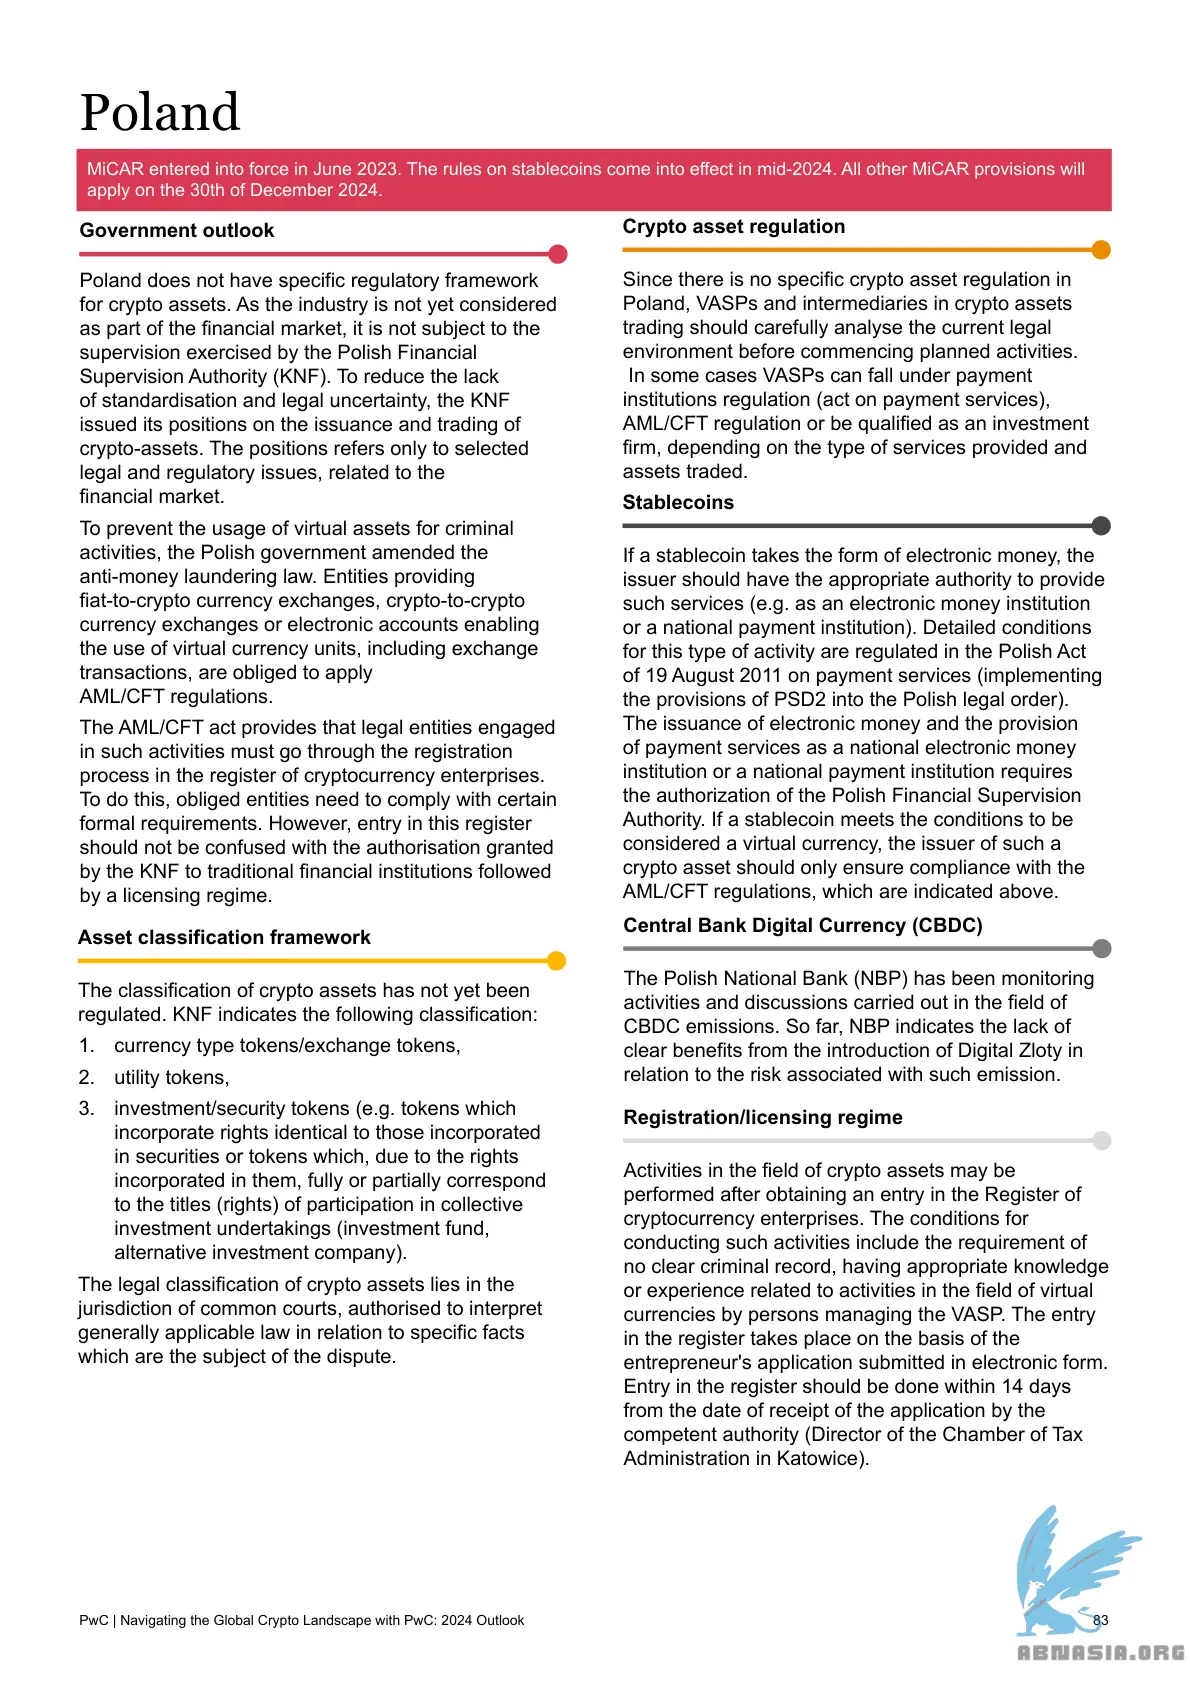 Poland
MiCAR entered into force in June 2023. The rules on stablecoins come into effect in mid-2024. All other MiCAR provisions will
apply on the 30th of December 2024.
Government outlook
Poland does not have specific regulatory framework
for crypto assets. As the industry is not yet considered
as part of the financial market, it is not subject to the
supervision exercised by the Polish Financial
Supervision Authority (KNF). To reduce the lack
of standardisation and legal uncertainty, the KNF
issued its positions on the issuance and trading of
crypto-assets. The positions refers only to selected
legal and regulatory issues, related to the
financial market.
To prevent the usage of virtual assets for criminal
activities, the Polish government amended the
anti-money laundering law. Entities providing
fiat-to-crypto currency exchanges, crypto-to-crypto
currency exchanges or electronic accounts enabling
the use of virtual currency units, including exchange
transactions, are obliged to apply
AML/CFT regulations.
The AML/CFT act provides that legal entities engaged
in such activities must go through the registration
process in the register of cryptocurrency enterprises.
To do this, obliged entities need to comply with certain
formal requirements. However, entry in this register
should not be confused with the authorisation granted
by the KNF to traditional financial institutions followed
by a licensing regime.
Asset classification framework
The classification of crypto assets has not yet been
regulated. KNF indicates the following classification:
1. currency type tokens/exchange tokens,
2. utility tokens,
3. investment/security tokens (e.g. tokens which
incorporate rights identical to those incorporated
in securities or tokens which, due to the rights
incorporated in them, fully or partially correspond
to the titles (rights) of participation in collective
investment undertakings (investment fund,
alternative investment company).
The legal classification of crypto assets lies in the
jurisdiction of common courts, authorised to interpret
generally applicable law in relation to specific facts
which are the subject of the dispute.
Crypto asset regulation
Since there is no specific crypto asset regulation in
Poland, VASPs and intermediaries in crypto assets
trading should carefully analyse the current legal
environment before commencing planned activities.
In some cases VASPs can fall under payment
institutions regulation (act on payment services),
AML/CFT regulation or be qualified as an investment
firm, depending on the type of services provided and
assets traded.
Stablecoins
If a stablecoin takes the form of electronic money, the
issuer should have the appropriate authority to provide
such services (e.g. as an electronic money institution
or a national payment institution). Detailed conditions
for this type of activity are regulated in the Polish Act
of 19 August 2011 on payment services (implementing
the provisions of PSD2 into the Polish legal order).
The issuance of electronic money and the provision
of payment services as a national electronic money
institution or a national payment institution requires
the authorization of the Polish Financial Supervision
Authority. If a stablecoin meets the conditions to be
considered a virtual currency, the issuer of such a
crypto asset should only ensure compliance with the
AML/CFT regulations, which are indicated above.
Central Bank Digital Currency (CBDC)
The Polish National Bank (NBP) has been monitoring
activities and discussions carried out in the field of
CBDC emissions. So far, NBP indicates the lack of
clear benefits from the introduction of Digital Zloty in
relation to the risk associated with such emission.
Registration/licensing regime
Activities in the field of crypto assets may be
performed after obtaining an entry in the Register of
cryptocurrency enterprises. The conditions for
conducting such activities include the requirement of
no clear criminal record, having appropriate knowledge
or experience related to activities in the field of virtual
currencies by persons managing the VASP. The entry
in the register takes place on the basis of the
entrepreneur's application submitted in electronic form.
Entry in the register should be done within 14 days
from the date of receipt of the application by the
competent authority (Director of the Chamber of Tax
Administration in Katowice).
PwC | Navigating the Global Crypto Landscape with PwC: 2024 Outlook
83
ABNASIA.ORG